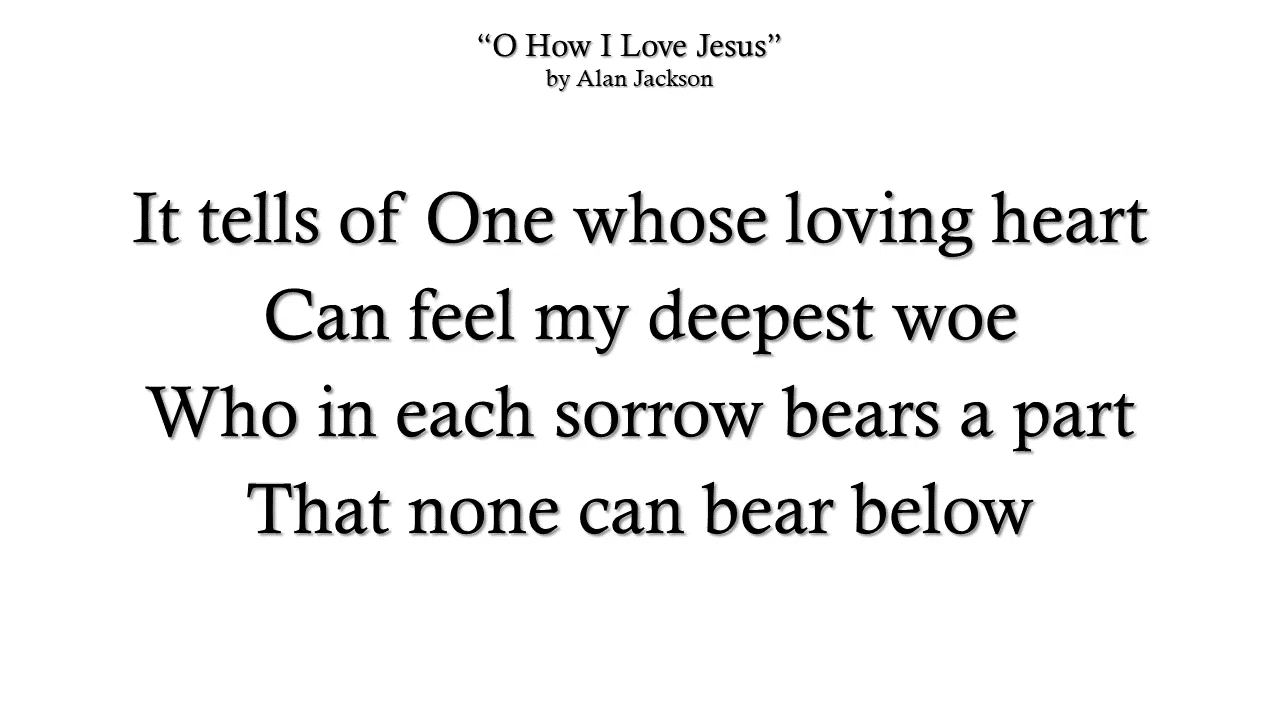 “O How I Love Jesus”
by Alan Jackson
It tells of One whose loving heart
Can feel my deepest woe
Who in each sorrow bears a part
That none can bear below